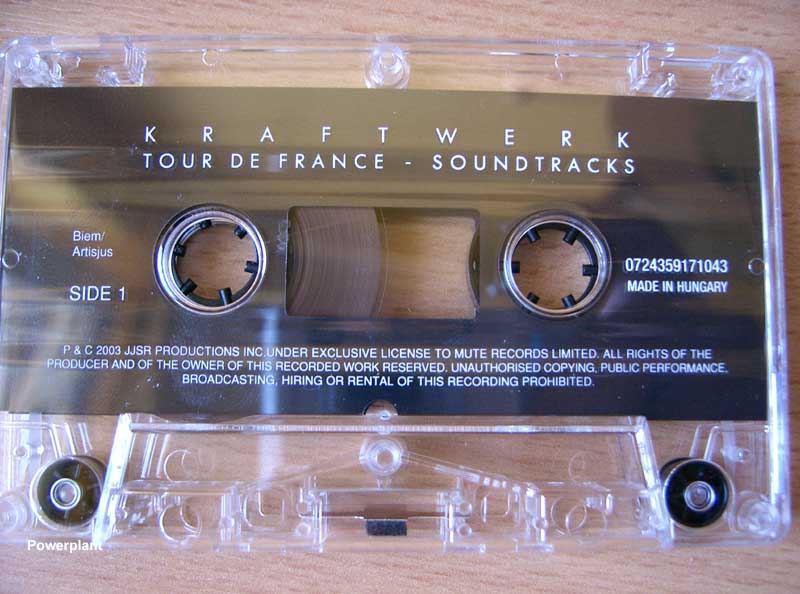 KRAFTWERK
TOUR DE FRANCE - SOUNDTRACKS
Biem/
Artisjus
SIDE 1
0724359171043
MADE IN HUNGARY
P & C 2003 JJSR PRODUCTIONS INC.UNDER EXCLUSIVE LICENSE TO MUTE RECORDS LIMITED. ALL RIGHTS OF THE
PRODUCER AND OF THE OWNER OF THIS RECORDED WORK RESERVED. UNAUTHORISED COPYING, PUBLIC PERFORMANCE,
BROADCASTING, HIRING OR RENTAL OF THIS RECORDING PROHIBITED.
Powerplant